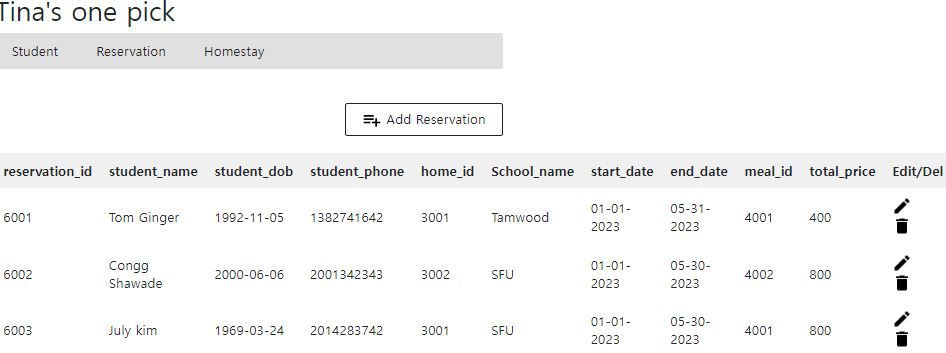 Tina's one pick
Student Reservation Homestay
Add Reservation
reservation_id student_name student_dob student_phone home_id School_name start_date end_date meal_id total_price Edit/Del
6001 Tom Ginger 1992-11-05 1382741642 3001 Tamwood 01-01-2023 05-31-2023 4001 400
6002 Congg Shawade 2000-06-06 2001342343 3002 SFU 01-01-2023 05-30-2023 4002 800
6003 July kim 1969-03-24 2014283742 3001 SFU 01-01-2023 05-30-2023 4001 800